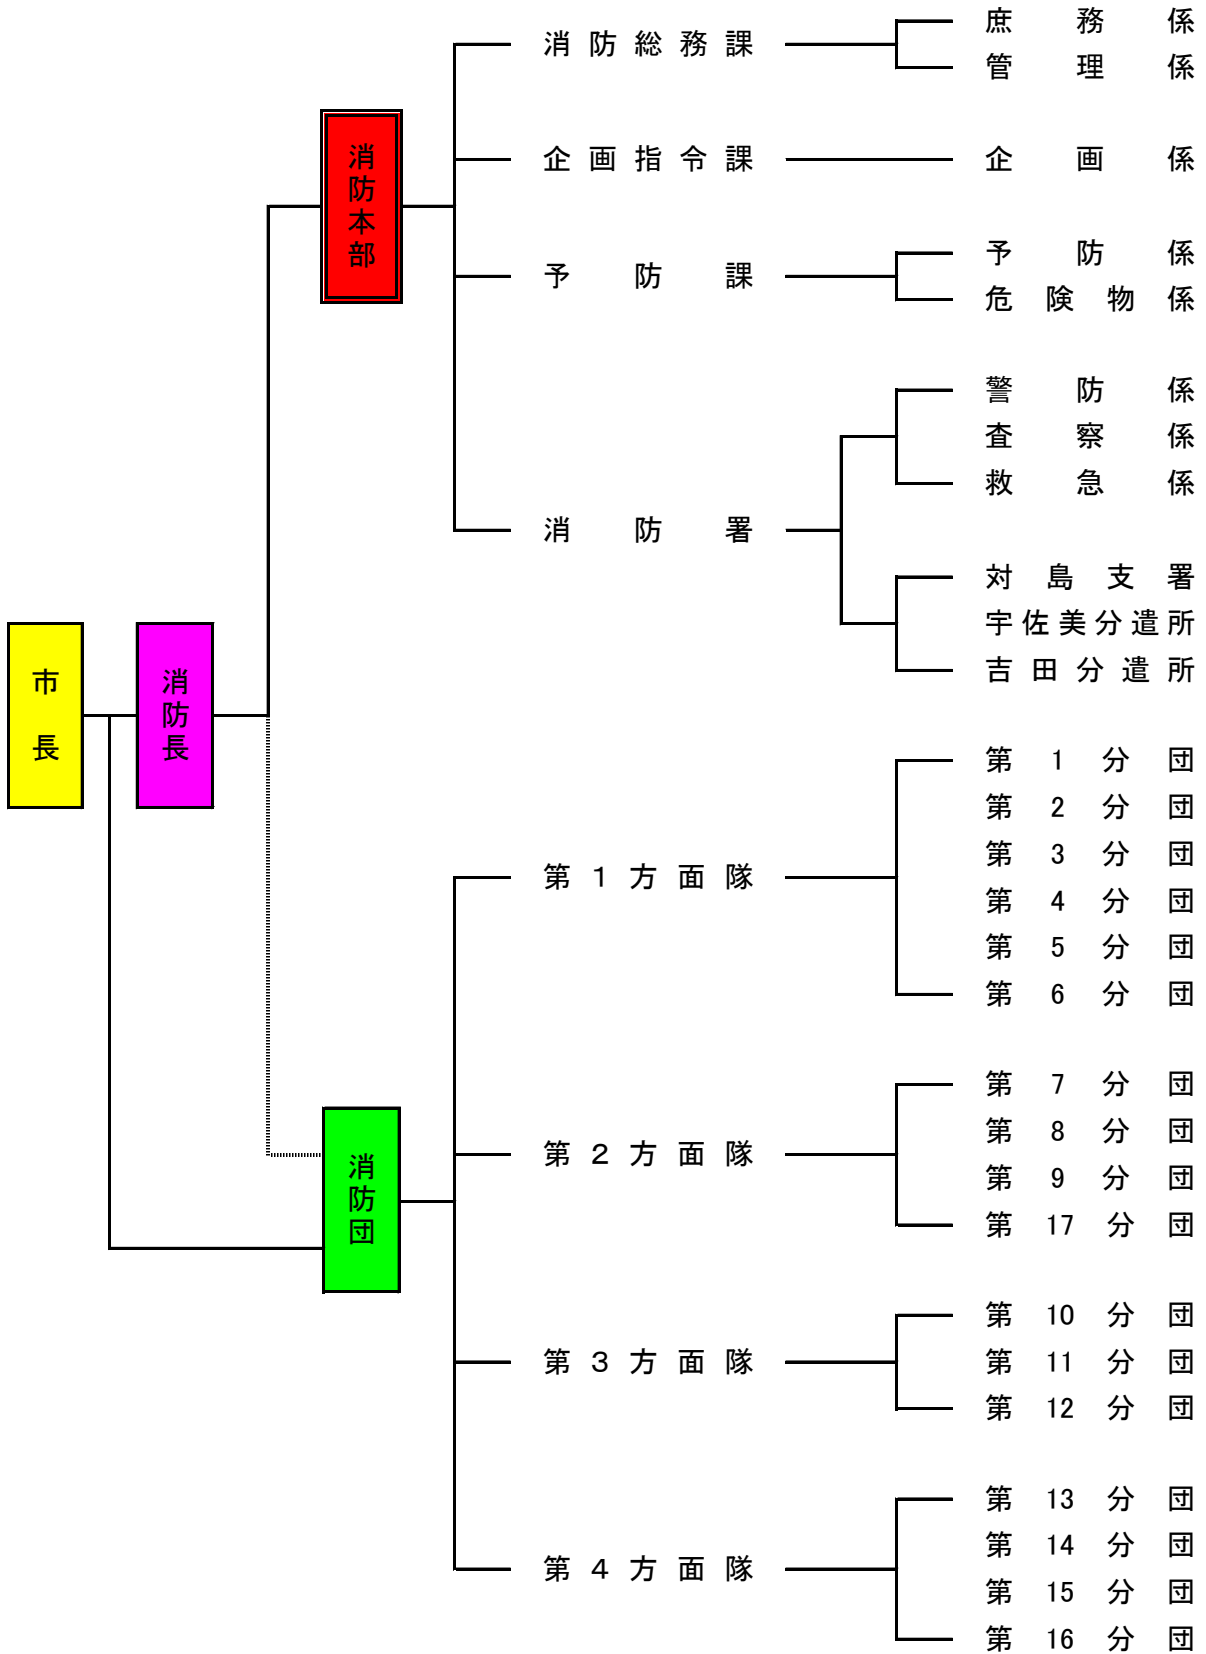 市長
消防長
消防本部
消防総務課
庶務係
管理係
企画指令課
企画係
予防課
予防係
危険物係
消防署
警防係
査察係
救急係
対島支署
宇佐美分遣所
吉田分遣所
消防団
第1方面隊
第1分団
第2分団
第3分団
第4分団
第5分団
第6分団
第2方面隊
第7分団
第8分団
第9分団
第17分団
第3方面隊
第10分団
第11分団
第12分団
第4方面隊
第13分団
第14分団
第15分団
第16分団